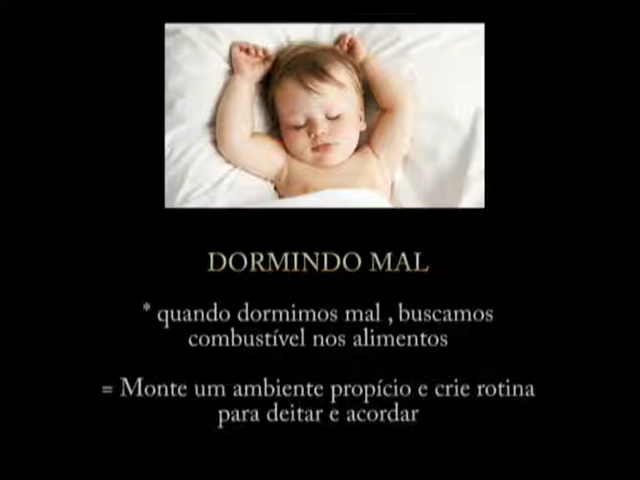 DORMINDO MAL
* quando dormimos mal , buscamos
combustível nos alimentos
= Monte um ambiente propício e crie rotina
para deitar e acordar